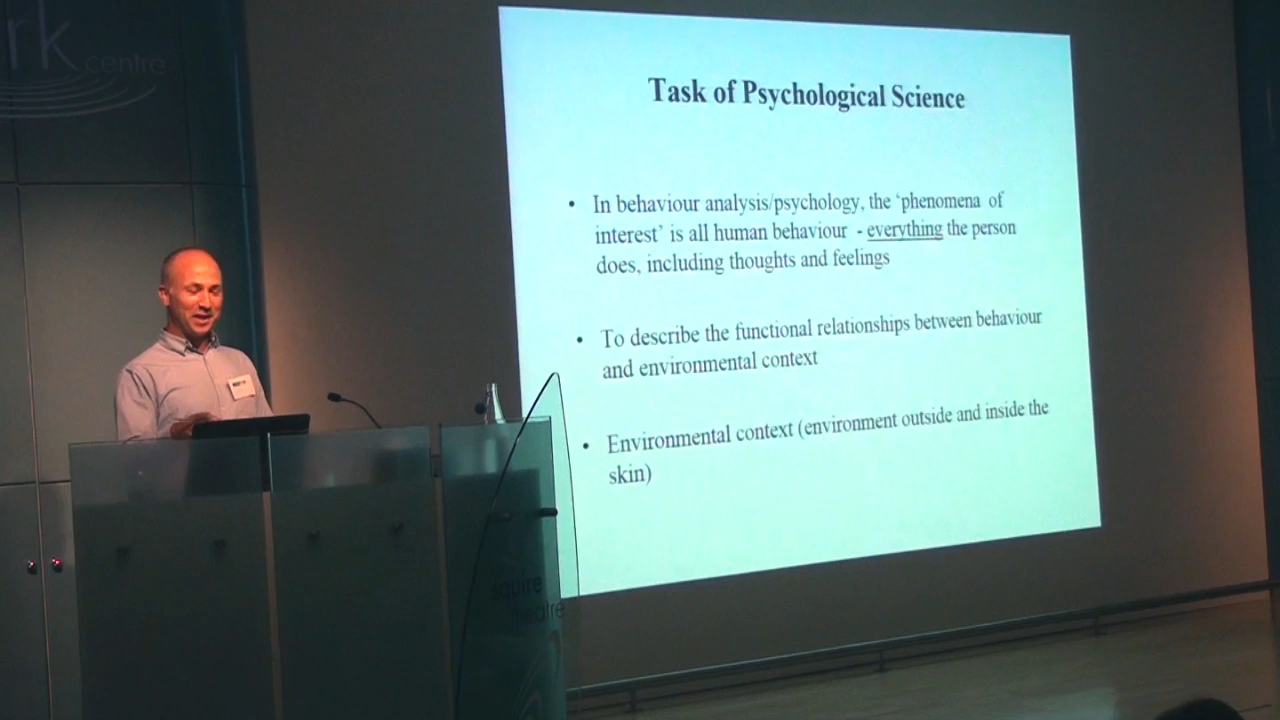 rk
centre
Task of Psychological Science
• In behaviour analysis/psychology, the ‘phenomena of
interest’ is all human behaviour - everything the person
does, including thoughts and feelings
• To describe the functional relationships between behaviour
and environmental context
• Environmental context (environment outside and inside the
skin)
squire